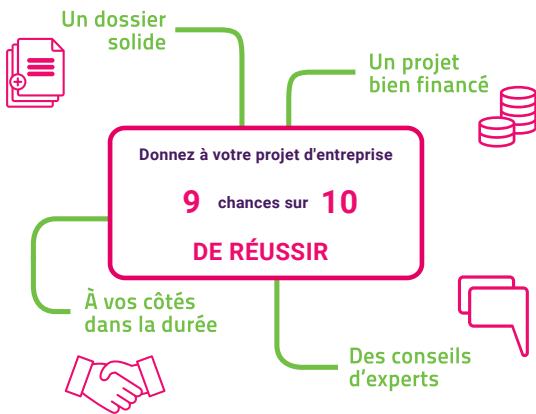 Un dossier
solide
Un projet
bien financé
Donnez à votre projet d'entreprise
9 chances sur 10
DE RÉUSSIR
À vos côtés
dans la durée
Des conseils
d'experts